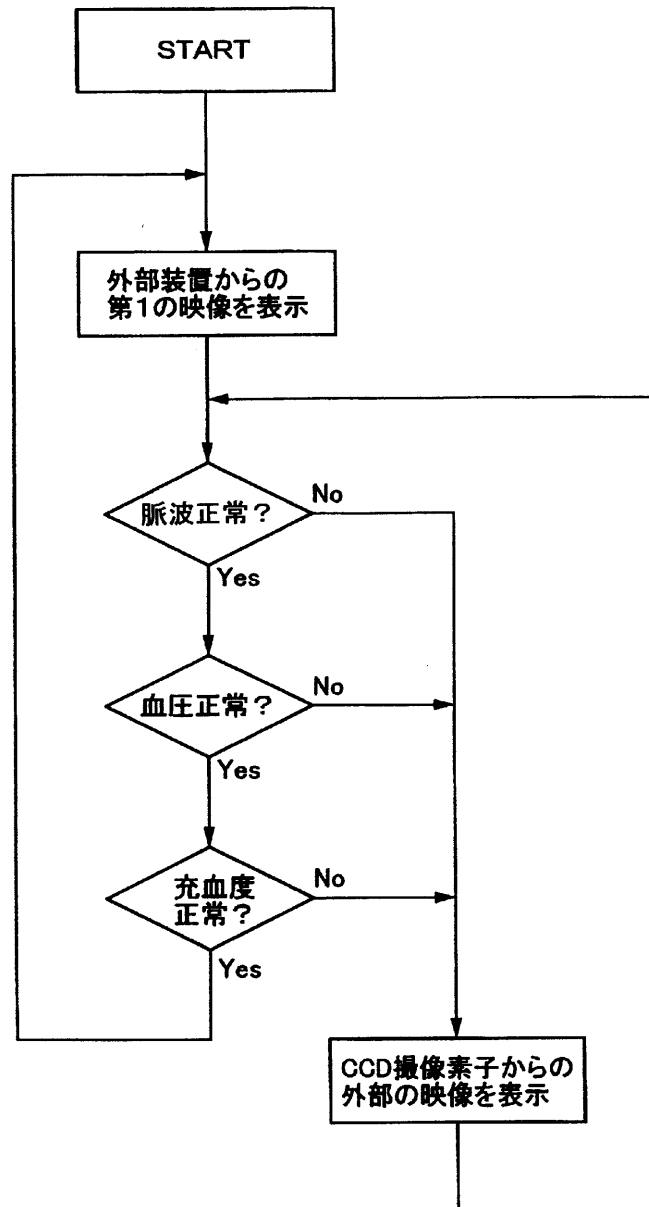 START
外部装置からの
第1の映像を表示
脈波正常?
No
Yes
血圧正常?
No
Yes
充血度
正常?
No
Yes
CCD撮像素子からの
外部の映像を表示